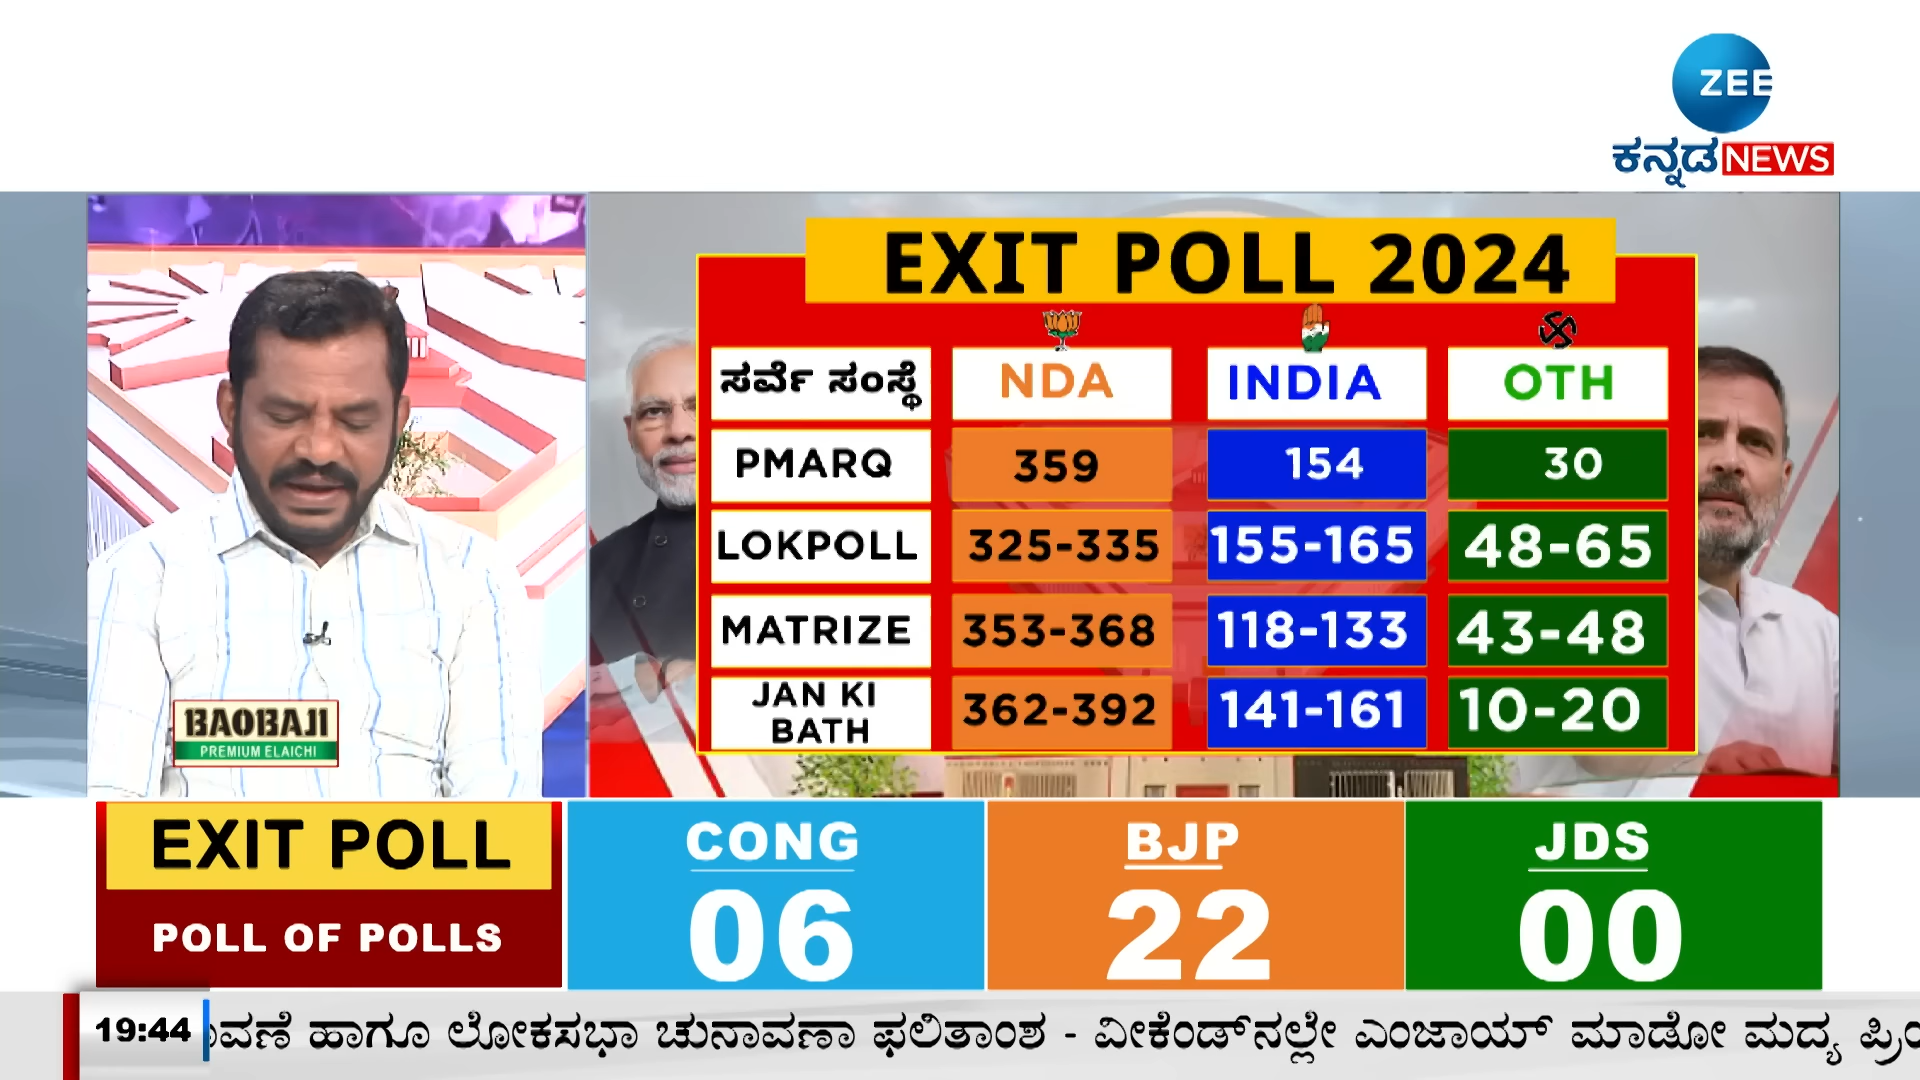 ZEE
ಕನ್ನಡ NEWS
EXIT POLL 2024
ಸರ್ವೆ ಸಂಸ್ಥೆ NDA INDIA OTH
PMARQ 359 154 30
LOKPOLL 325-335 155-165 48-65
MATRIZE 353-368 118-133 43-48
JAN KI BATH 362-392 141-161 10-20
BAOBAJI
PREMIUM ELAICHI
EXIT POLL
POLL OF POLLS
CONG BJP JDS
06 22 00
19:44 ಾವಣೆ ಹಾಗೂ ಲೋಕಸಭಾ ಚುನಾವಣಾ ಫಲಿತಾಂಶ - ವೀಕೆಂಡ್‌ನಲ್ಲೇ ಎಂಜಾಯ್ ಮಾಡೋ ಮದ್ಯ ಪ್ರಿಯ